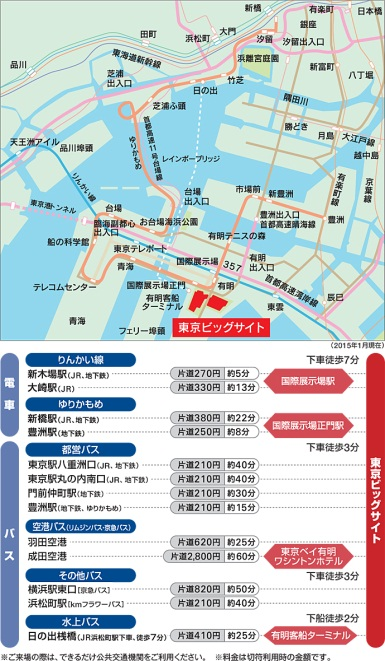 新橋
有楽町
日本橋
銀座
汐留
汐留出入口
大門
浜松町
田町
品川
東海道新幹線
浜離宮庭園
新富町
八丁堀
竹芝
芝浦
出入口
日の出
芝浦ふ頭
隅田川
勝どき
月島
大江戸線
越中島
京葉線
天王洲アイル
品川埠頭
ゆりかもめ
首都高速11号台場線
レインボーブリッジ
りんかい線
台場
出入口
市場前
新豊洲
有楽町線
豊洲
豊洲出入口
首都高速晴海線
東京港トンネル
台場
お台場海浜公園
臨海副都心
出入口
船の科学館
有明テニスの森
東京テレポート
国際展示場
有明
出入口
青海
357
首都高速湾岸線
テレコムセンター
国際展示場正門
有明
辰巳
有明客船
ターミナル
東雲
青海
フェリー埠頭
東京ビッグサイト
(2015年1月現在)
電車
りんかい線
下車徒歩7分
新木場駅(JR、地下鉄) 片道270円 約5分
大崎駅(JR) 片道330円 約13分
国際展示場駅
ゆりかもめ
新橋駅(JR、地下鉄) 片道380円 約22分
豊洲駅(地下鉄) 片道250円 約8分
国際展示場正門駅
バス
都営バス
下車徒歩3分
東京駅八重洲口(JR、地下鉄) 片道210円 約40分
東京駅丸の内南口(JR、地下鉄) 片道210円 約40分
門前仲町駅(地下鉄) 片道210円 約30分
豊洲駅(地下鉄、ゆりかもめ) 片道210円 約15分
空港バス(リムジンバス・京急バス)
羽田空港 片道620円 約25分
成田空港 片道2,800円 約60分
東京ベイ有明
ワシントンホテル
その他バス
下車徒歩3分
横浜駅東口[京急バス] 片道820円 約50分
浜松町駅[kmフラワーバス] 片道210円 約40分
水上バス
下船徒歩2分
日の出桟橋(JR浜松町駅下車、徒歩7分) 片道410円 約25分
有明客船ターミナル
東京ビッグサイト
※ご来場の際は、できるだけ公共交通機関をご利用ください。 ※料金は切符利用時の金額です。